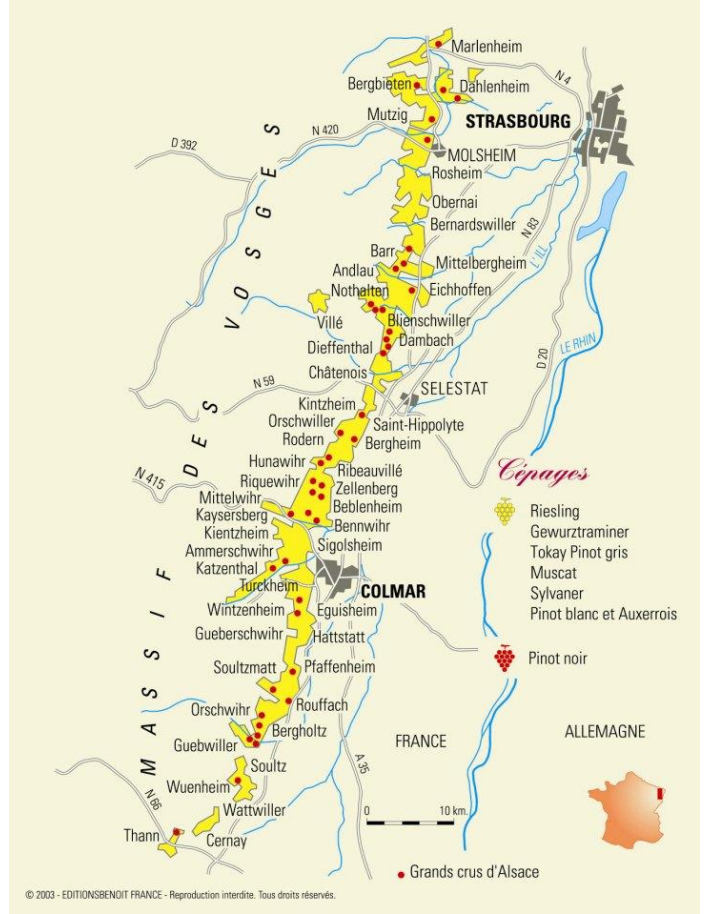 Marlenheim
N 4
Bergbieten
Dahlenheim
Mutzig
STRASBOURG
N 420
D 392
MOLSHEIM
Rosheim
Obernai
Bernardswiller
N 83
L'ILL
Barr
Mittelbergheim
Andlau
Nothalten
Eichhoffen
Villé
Blienschwiller
Dambach
Dieffenthal
LE RHIN
D 20
Châtenois
N 59
SELESTAT
Kintzheim
Orschwiller
Saint-Hippolyte
Rodern
Bergheim
Hunawihr
Ribeauvillé
N 415
Riquewihr
Zellenberg
Mittelwihr
Beblenheim
Kaysersberg
Bennwihr
Kientzheim
Sigolsheim
Ammerschwihr
Katzenthal
Turckheim
COLMAR
Wintzenheim
Eguisheim
Gueberschwihr
Hattstatt
Soultzmatt
Pfaffenheim
Orschwihr
Rouffach
Bergholtz
Guebwiller
Soultz
A 35
Wuenheim
N 66
Wattwiller
Thann
Cernay
MASSIF DES VOSGES
Cépages
Riesling
Gewurztraminer
Tokay Pinot gris
Muscat
Sylvaner
Pinot blanc et Auxerrois
Pinot noir
FRANCE
ALLEMAGNE
0 10 km.
Grands crus d'Alsace
© 2003 - EDITIONSBENOIT FRANCE - Reproduction interdite. Tous droits réservés.